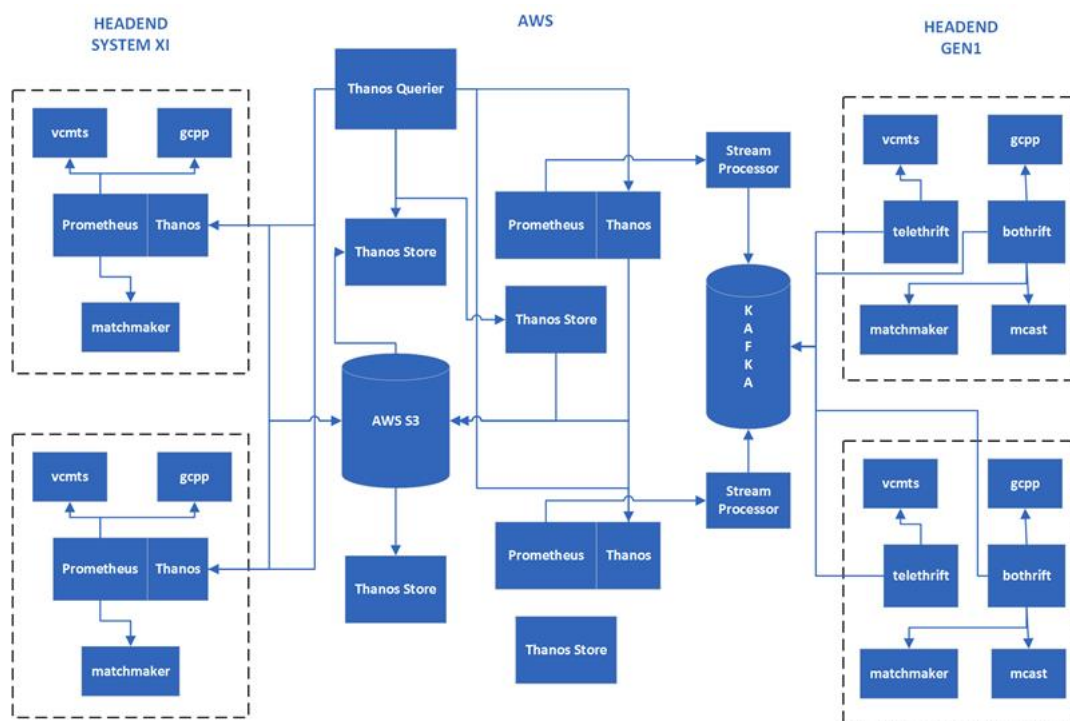 HEADEND
SYSTEM XI
AWS
HEADEND
GEN1
vcmts
gcpp
Prometheus
Thanos
matchmaker
vcmts
gcpp
Prometheus
Thanos
matchmaker
Thanos Querier
Thanos Store
Thanos Store
AWS S3
Thanos Store
Thanos Store
Prometheus
Thanos
Prometheus
Thanos
Stream
Processor
K
A
F
K
A
Stream
Processor
vcmts
gcpp
telethrift
bothrift
matchmaker
mcast
vcmts
gcpp
telethrift
bothrift
matchmaker
mcast